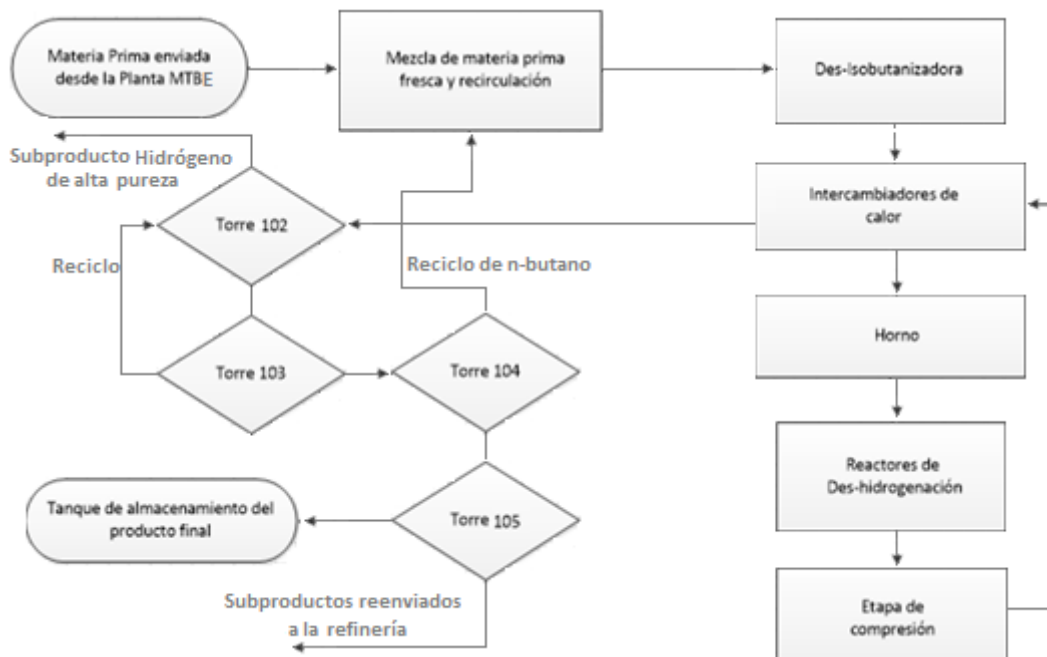 Materia Prima enviada
desde la Planta MTBE
Mezcla de materia prima
fresca y recirculación
Des-Isobutanizadora
Subproducto Hidrógeno
de alta pureza
Torre 102
Intercambiadores de
calor
Reciclo
Reciclo de n-butano
Horno
Torre 103
Torre 104
Reactores de
Des-hidrogenación
Tanque de almacenamiento del
producto final
Torre 105
Subproductos reenviados
a la refinería
Etapa de
compresión